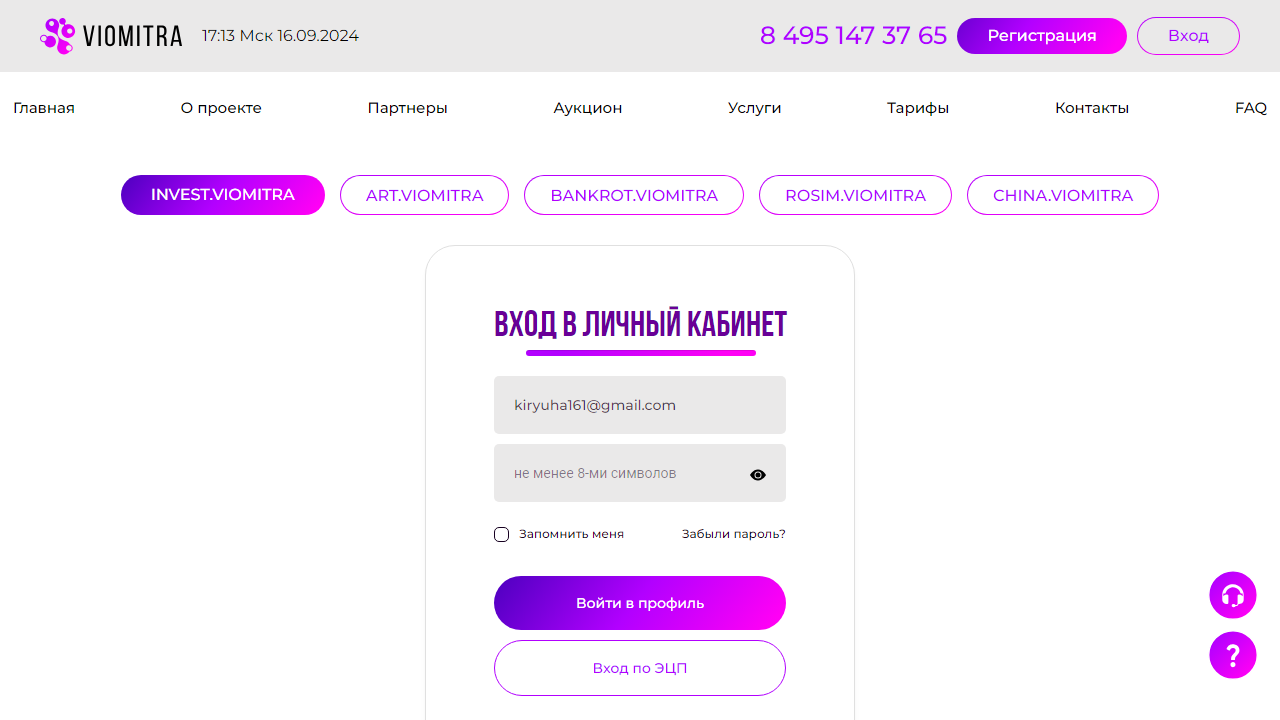 VIOMITRA
17:13 Мск 16.09.2024
8 495 147 37 65
Регистрация
Вход
Главная
О проекте
Партнеры
Аукцион
Услуги
Тарифы
Контакты
FAQ
INVEST.VIOMITRA
ART.VIOMITRA
BANKROT.VIOMITRA
ROSIM.VIOMITRA
CHINA.VIOMITRA
ВХОД В ЛИЧНЫЙ КАБИНЕТ
kiryuha161@gmail.com
не менее 8-ми символов
Запомнить меня
Забыли пароль?
Войти в профиль
Вход по ЭЦП
?